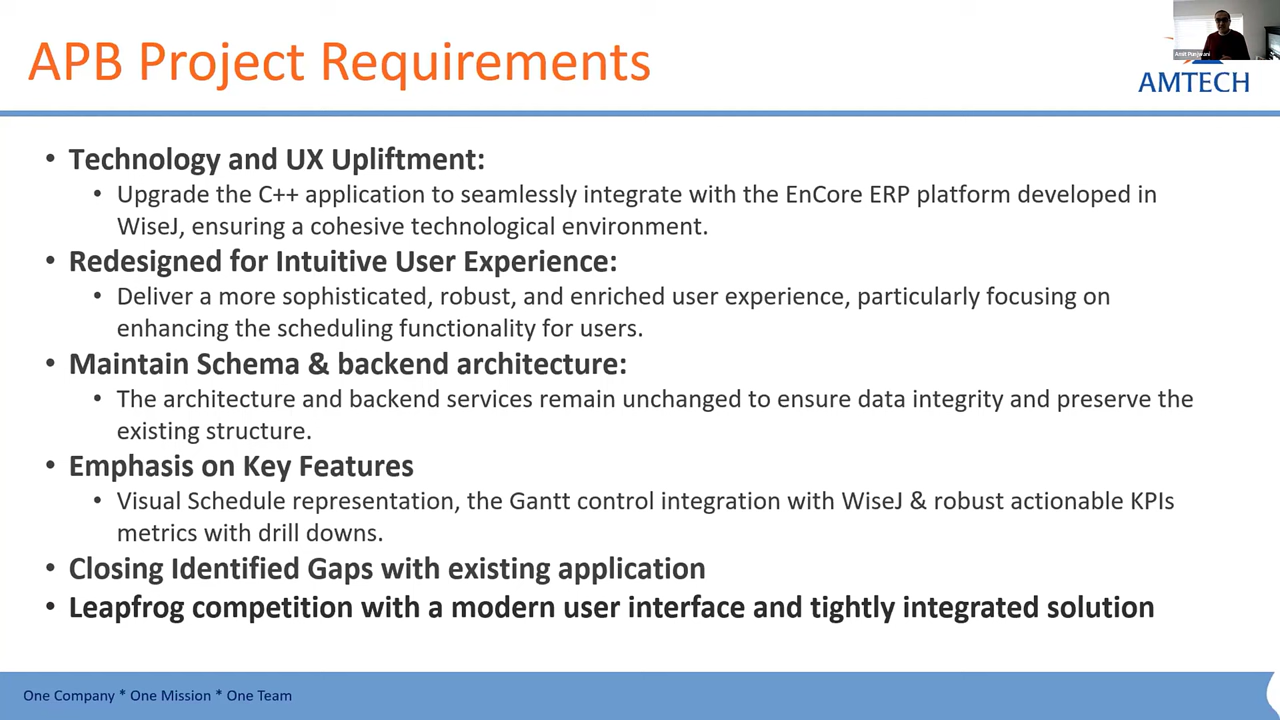 APB Project Requirements
Amit Punjwani
AMTECH
• Technology and UX Upliftment:
• Upgrade the C++ application to seamlessly integrate with the EnCore ERP platform developed in
WiseJ, ensuring a cohesive technological environment.
• Redesigned for Intuitive User Experience:
• Deliver a more sophisticated, robust, and enriched user experience, particularly focusing on
enhancing the scheduling functionality for users.
• Maintain Schema & backend architecture:
• The architecture and backend services remain unchanged to ensure data integrity and preserve the
existing structure.
• Emphasis on Key Features
• Visual Schedule representation, the Gantt control integration with WiseJ & robust actionable KPIs
metrics with drill downs.
• Closing Identified Gaps with existing application
• Leapfrog competition with a modern user interface and tightly integrated solution
One Company * One Mission * One Team